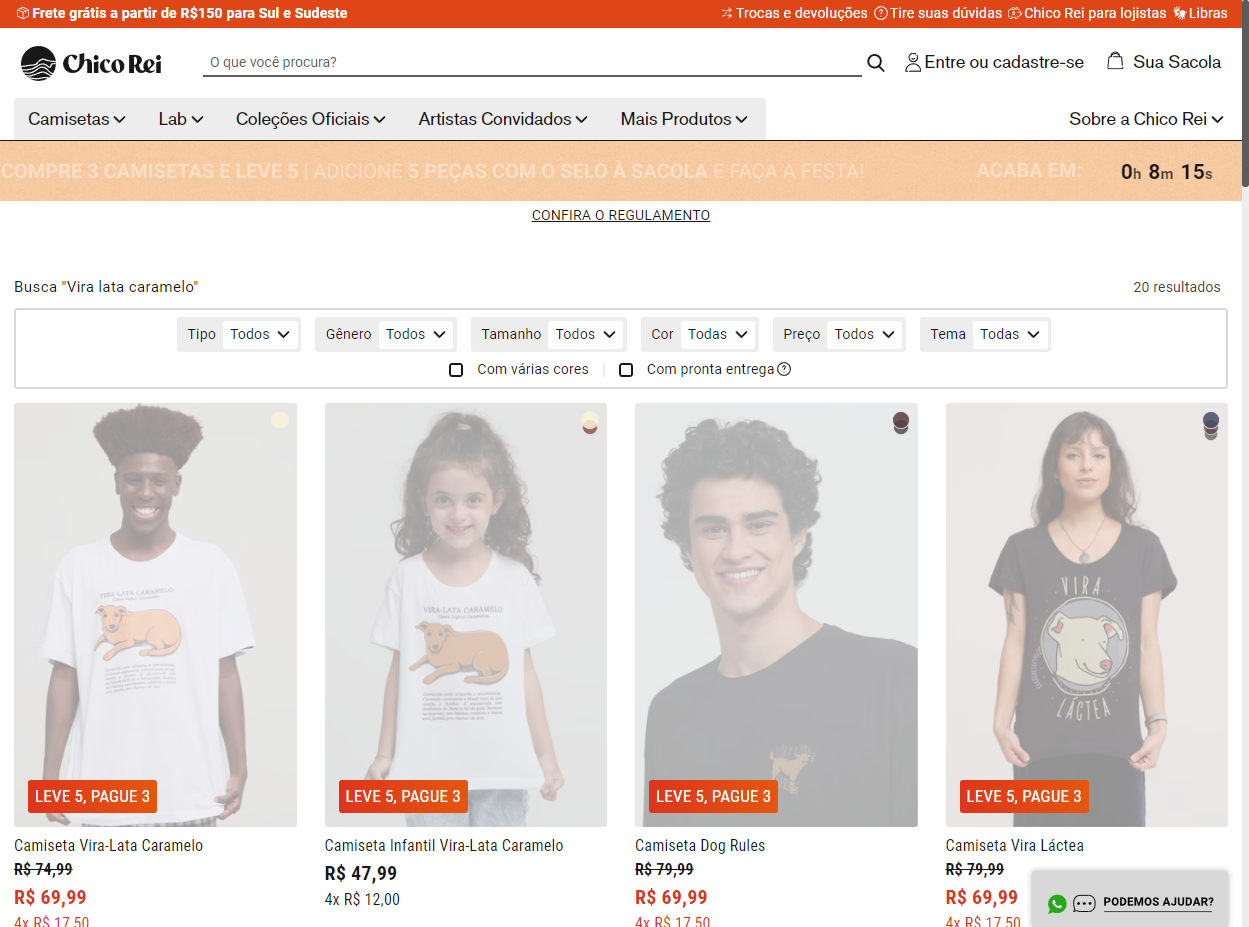 Frete grátis a partir de R$150 para Sul e Sudeste
Trocas e devoluções Tire suas dúvidas Chico Rei para lojistas Libras
Chico Rei
O que você procura?
Entre ou cadastre-se
Sua Sacola
Camisetas Lab Coleções Oficiais Artistas Convidados Mais Produtos Sobre a Chico Rei
COMPRE 3 CAMISETAS E LEVE 5 | ADICIONE 5 PEÇAS COM O SELO À SACOLA E FAÇA A FESTA! ACABA EM: 0h 8m 15s
CONFIRA O REGULAMENTO
Busca "Vira lata caramelo"
20 resultados
Tipo Todos Gênero Todos Tamanho Todos Cor Todas Preço Todos Tema Todas
Com várias cores Com pronta entrega
VIRA-LATA CARAMELO
VIRA-LATA CARAMELO
VIRA
LÁCTEA
LEVE 5, PAGUE 3
LEVE 5, PAGUE 3
LEVE 5, PAGUE 3
LEVE 5, PAGUE 3
Camiseta Vira-Lata Caramelo
R$ 74,99
R$ 69,99
4x R$ 17,50
Camiseta Infantil Vira-Lata Caramelo
R$ 47,99
4x R$ 12,00
Camiseta Dog Rules
R$ 79,99
R$ 69,99
4x R$ 17,50
Camiseta Vira Láctea
R$ 79,99
R$ 69,99
4x R$ 17,50
PODEMOS AJUDAR?